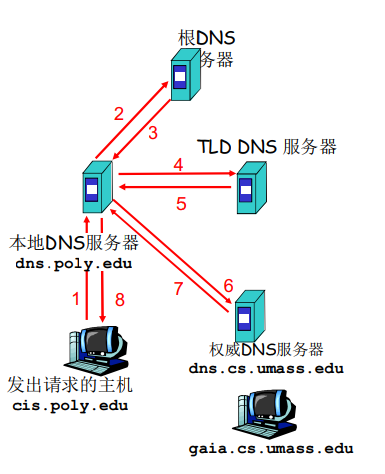 根DNS
务器
2
3
TLD DNS 服务器
4
5
本地DNS服务器
dns.poly.edu
6
7
1
8
权威DNS服务器
dns.cs.umass.edu
发出请求的主机
cis.poly.edu
gaia.cs.umass.edu